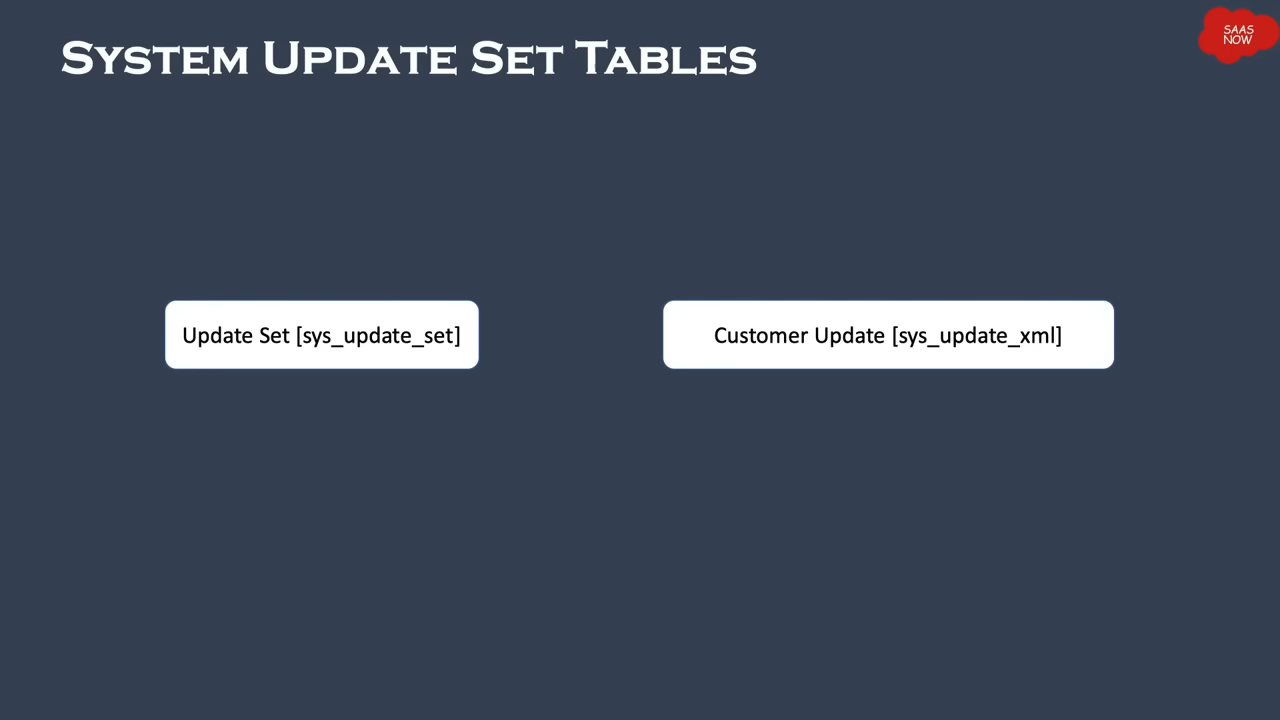 System Update Set Tables
SAAS
NOW
Update Set [sys_update_set]
Customer Update [sys_update_xml]